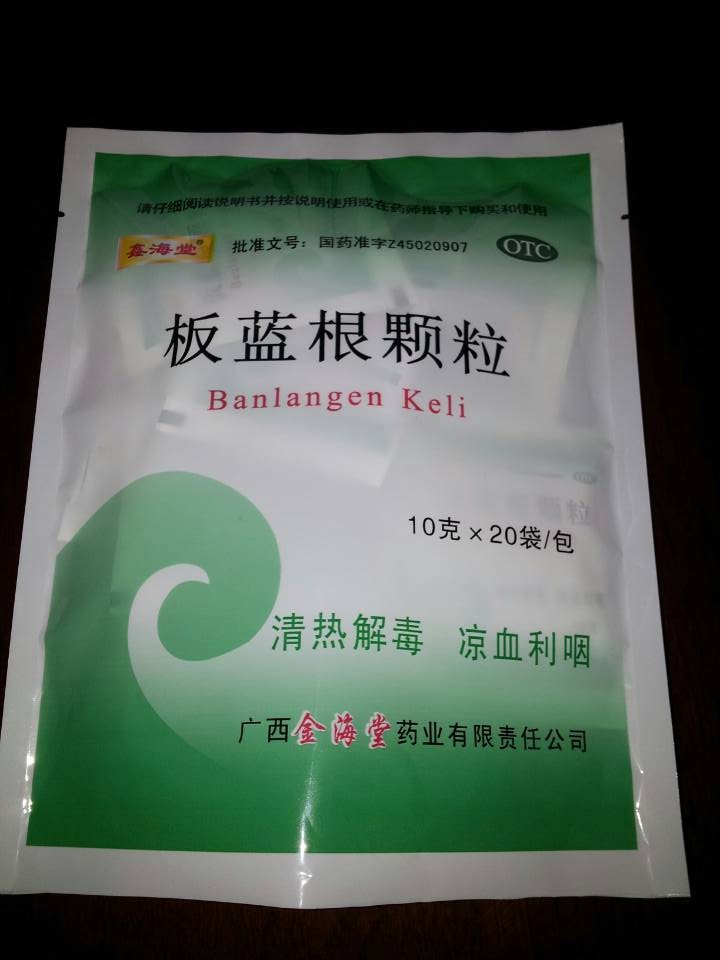 请仔细阅读说明书并按说明使用或在药师指导下购买和使用
鑫海堂® 批准文号：国药准字Z45020907 OTC
板蓝根颗粒
Banlangen Keli
10克×20袋/包
清热解毒 凉血利咽
广西金海堂药业有限责任公司